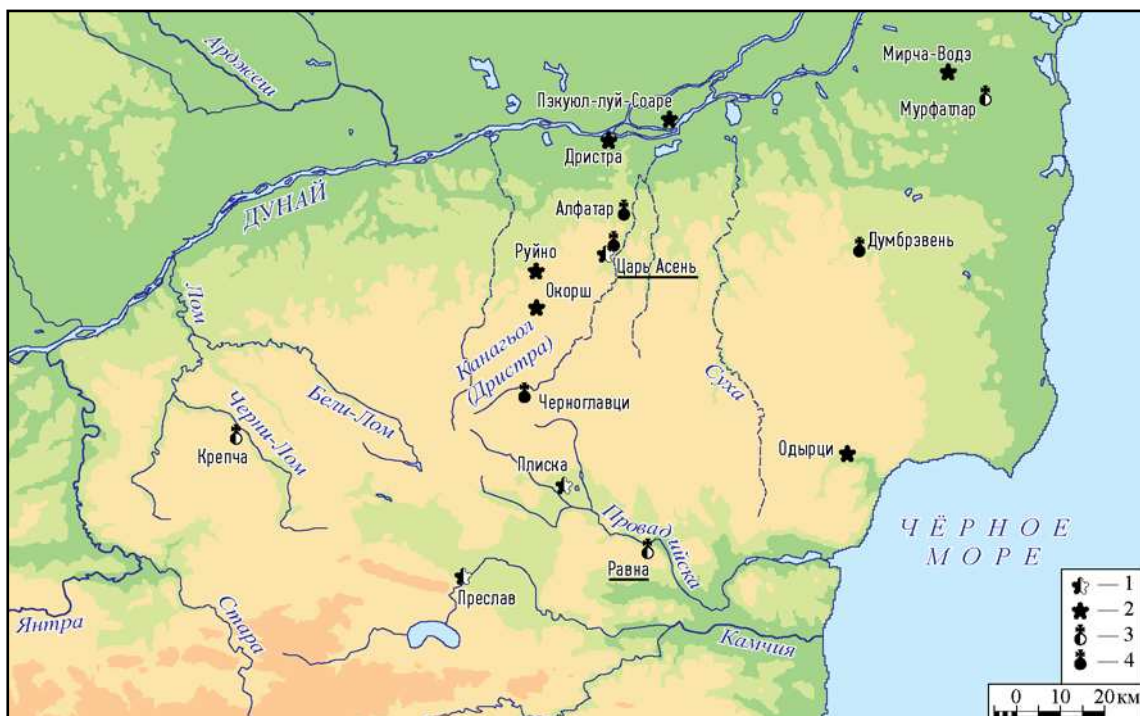 Арджеш
Мирча-Водэ
Мурфатлар
Пэкуюл-луй-Соаре
Дристра
ДУНАЙ
Алфатар
Руйно
Царь Асень
Думбрэвень
Окорш
Лом
Канагьол
(Дристра)
Суха
Бели-Лом
Черни-Лом
Черноглавци
Крепча
Одырци
Плиска
Провадийска
ЧЁРНОЕ
МОРЕ
Равна
Преслав
Янтра
Стара
Камчия
— 1
— 2
— 3
— 4
0 10 20 км